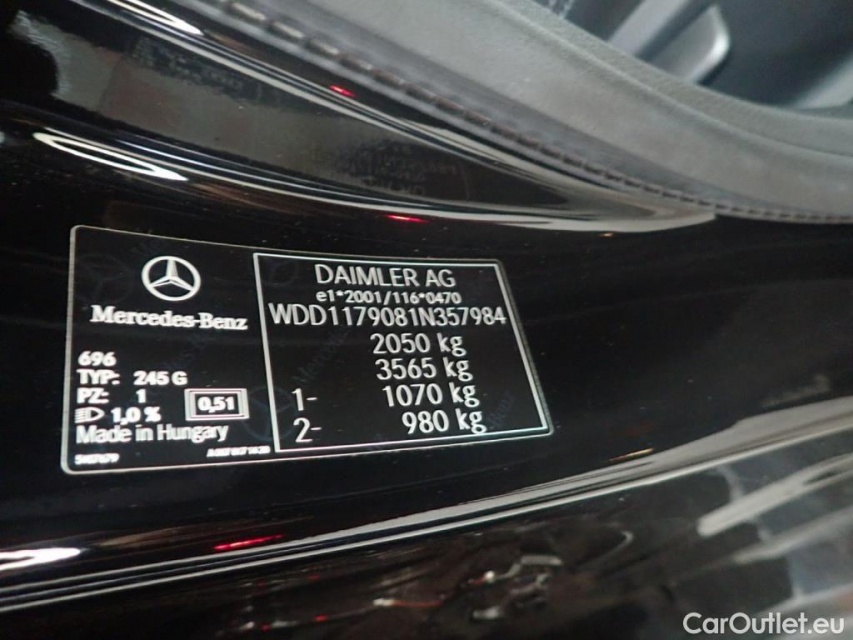 Mercedes-Benz
696
TYP: 245 G
PZ: 1
0,51
1,0 %
Made in Hungary
DAIMLER AG
e1*2001/116*0470
WDD1179081N357984
2050 kg
3565 kg
1- 1070 kg
2- 980 kg
CarOutlet.eu